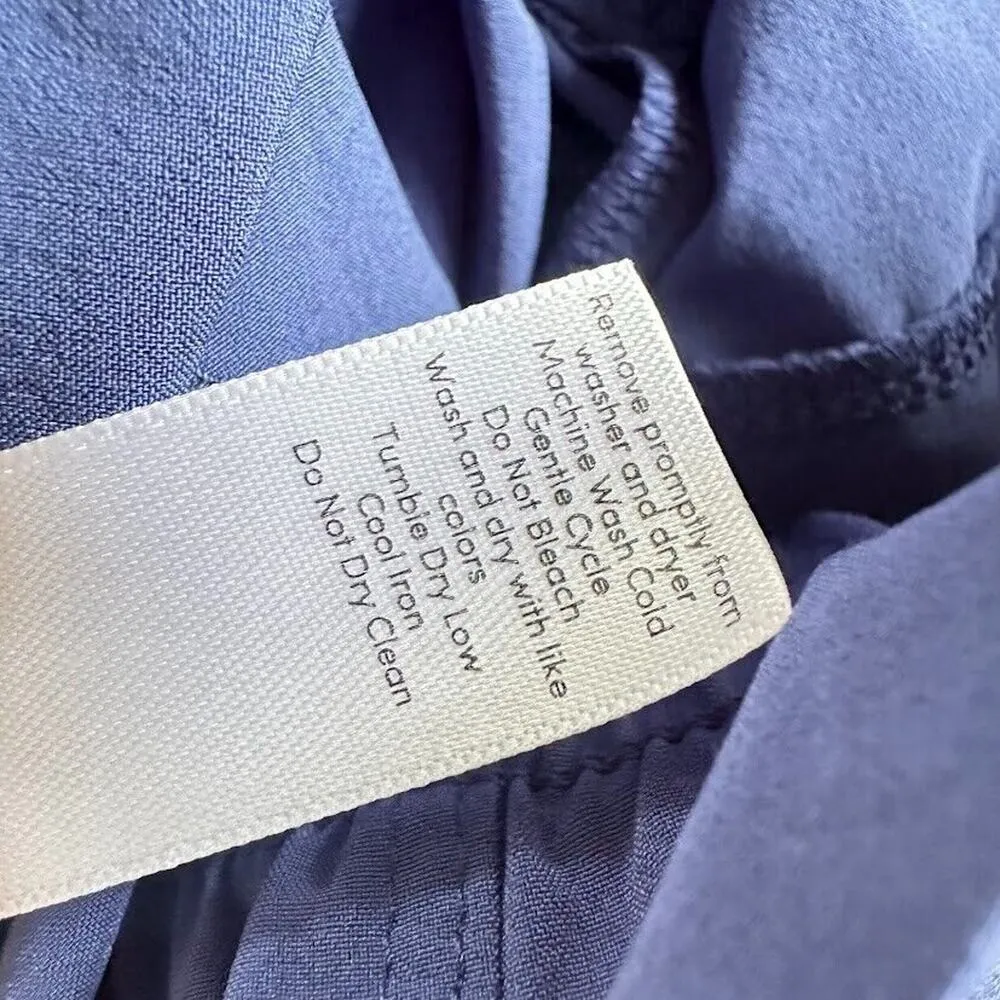 Remove promptly from
washer and dryer
Machine Wash Cold
Gentle Cycle
Do Not Bleach
Wash and dry with like
colors
Tumble Dry Low
Cool Iron
Do Not Dry Clean